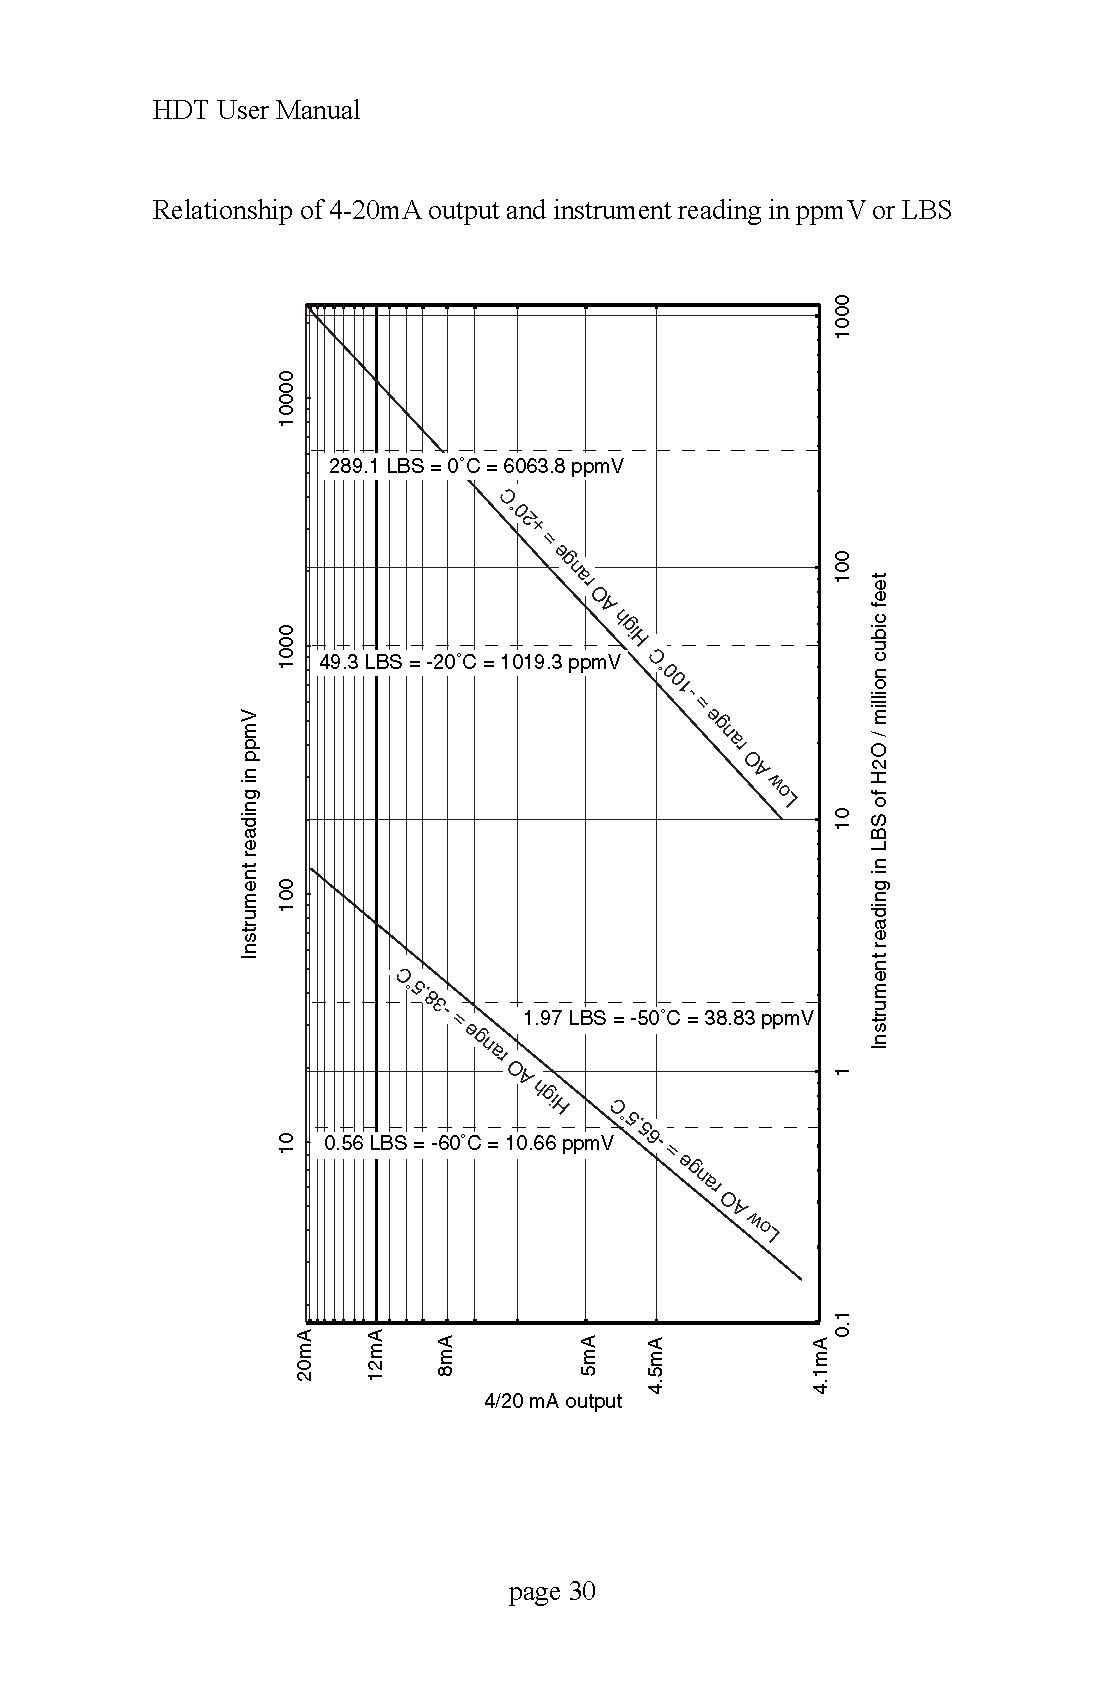 HDT User Manual
Relationship of 4-20mA output and instrument reading in ppmV or LBS
Instrument reading in ppmV
10000
1000
100
10
1000
100
10
1
0.1
Instrument reading in LBS of H2O / million cubic feet
289.1 LBS = 0°C = 6063.8 ppmV
49.3 LBS = -20°C = 1019.3 ppmV
Low AO range = -100°C High AO range = +20°C
1.97 LBS = -50°C = 38.83 ppmV
High AO range = -38.5°C
0.56 LBS = -60°C = 10.66 ppmV
Low AO range = -65.5°C
20mA
12mA
8mA
5mA
4.5mA
4.1mA
4/20 mA output
page 30